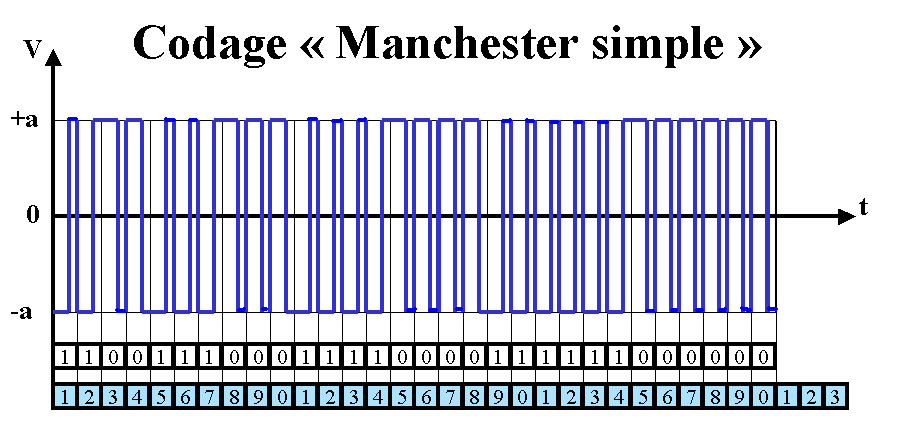 Codage « Manchester simple »
V
+a
0
t
-a
1 1 0 0 1 1 1 0 0 0 1 1 1 1 0 0 0 0 1 1 1 1 1 1 0 0 0 0 0 0
1 2 3 4 5 6 7 8 9 0 1 2 3 4 5 6 7 8 9 0 1 2 3 4 5 6 7 8 9 0 1 2 3